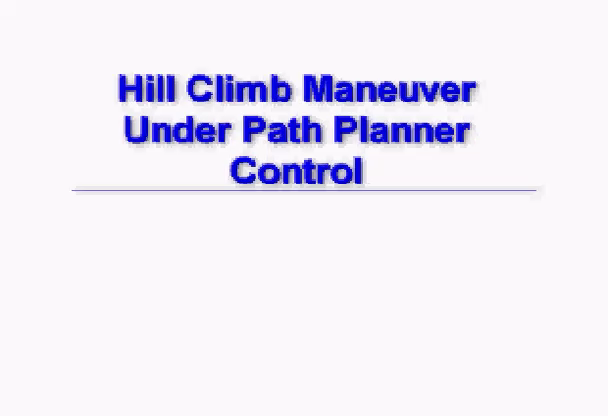 Hill Climb Maneuver
Under Path Planner
Control